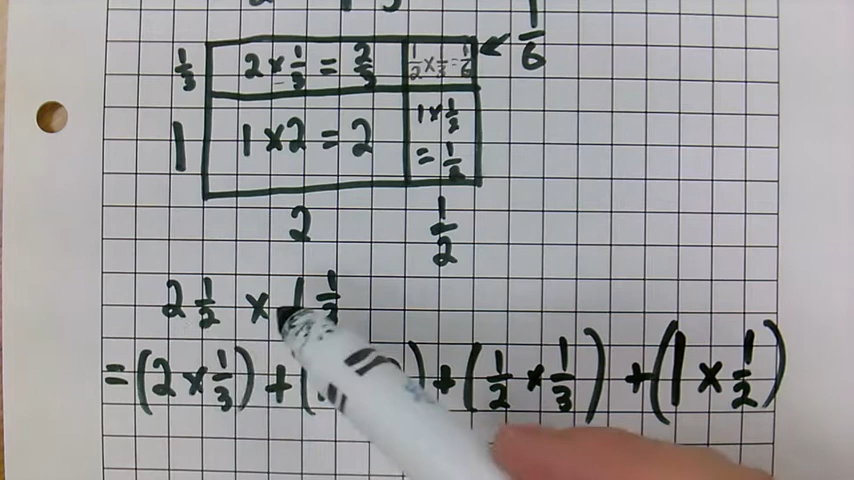 1/6
1/3 2 × 1/3 = 2/3 1/2 × 1/3 = 1/6
1 1 × 2 = 2 1 × 1/2 = 1/2
2 1/2
2 1/2 × 1
= (2 × 1/3) + ( ) + (1/2 × 1/3) + (1 × 1/2)